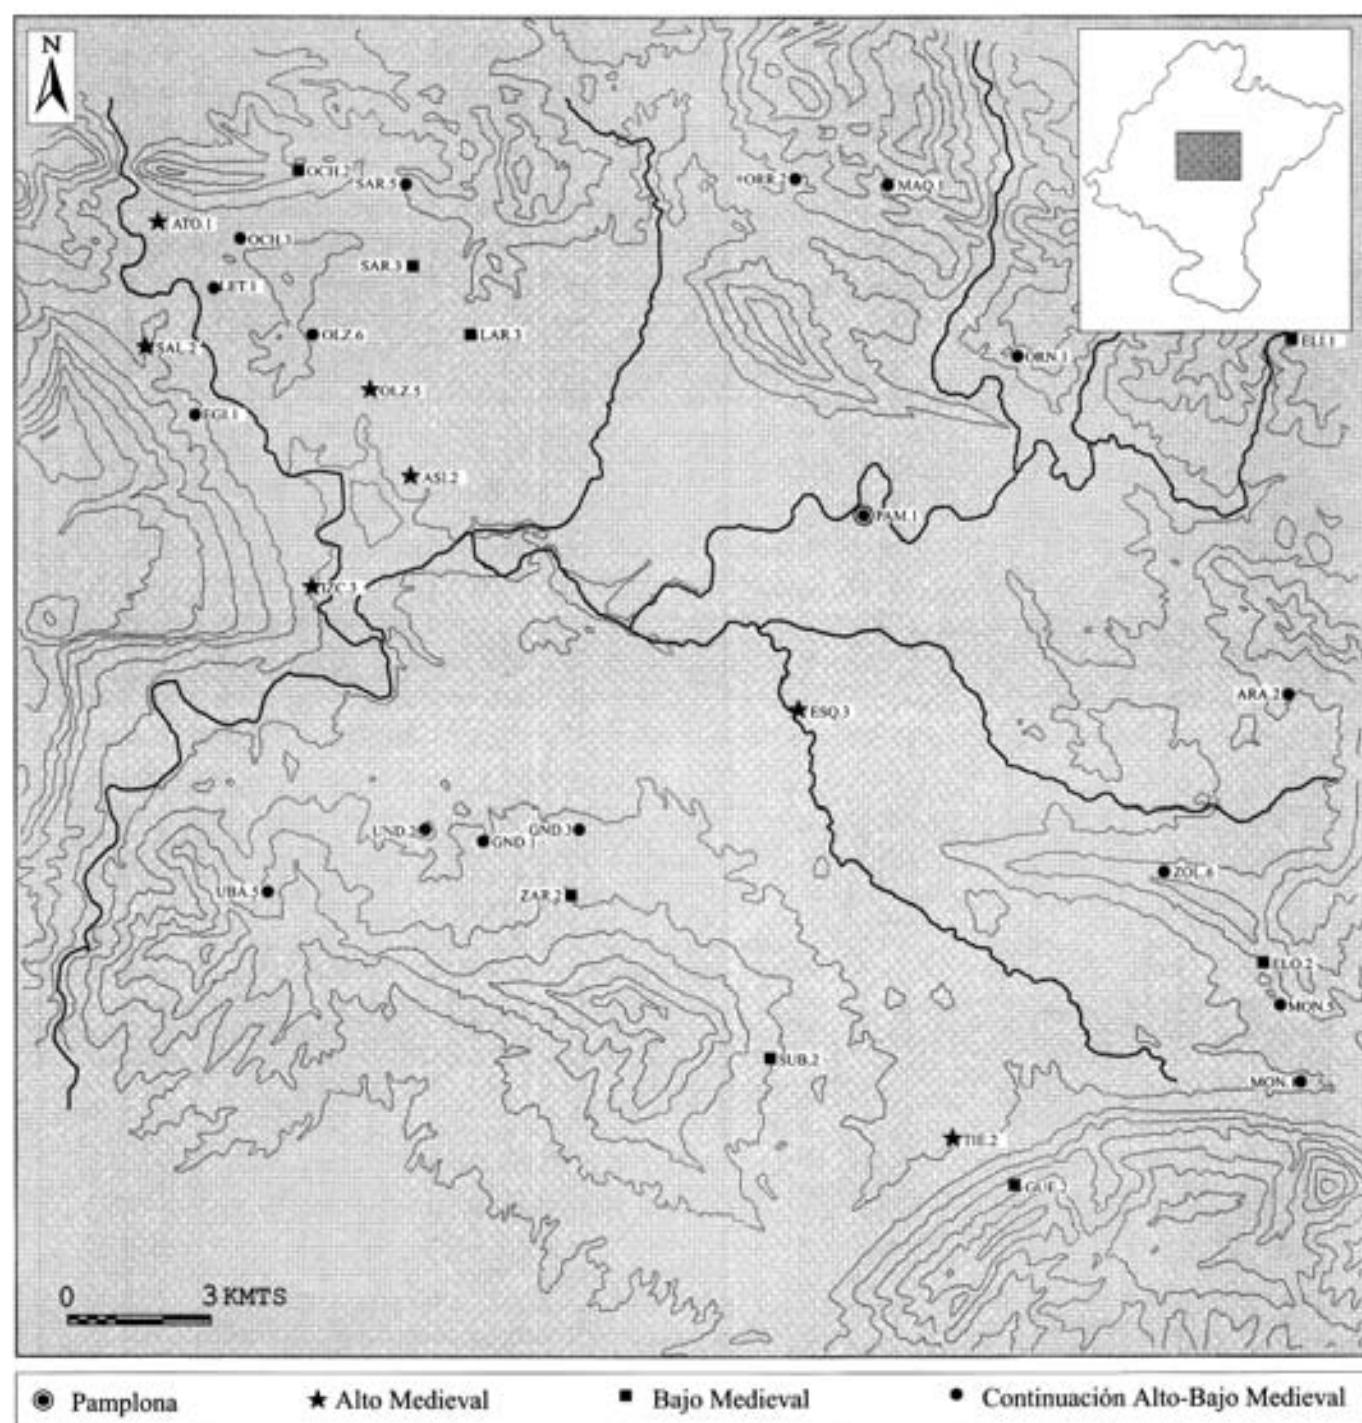 N
OCH.2
SAR.5
+ORR.2
MAQ.1
ATO.1
OCH.3
SAR.3
LET.1
SAL.2
OLZ.6
LAR.3
ELI.1
ORN.1
OLZ.5
EGI.1
ASI.2
PAM.1
IZC.3
ARA.2
ESQ.3
UND.2
GND.1
GND.3
ZOL.6
UBA.5
ZAR.2
ELO.2
MON.5
SUB.2
TIE.2
0 3 KMTS
Pamplona Alto Medieval Bajo Medieval Continuación Alto-Bajo Medieval